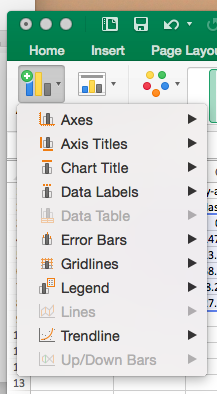 Home Insert Page Layou
Axes
Axis Titles
Chart Title
Data Labels
Data Table
Error Bars
Gridlines
Legend
Lines
Trendline
Up/Down Bars
13